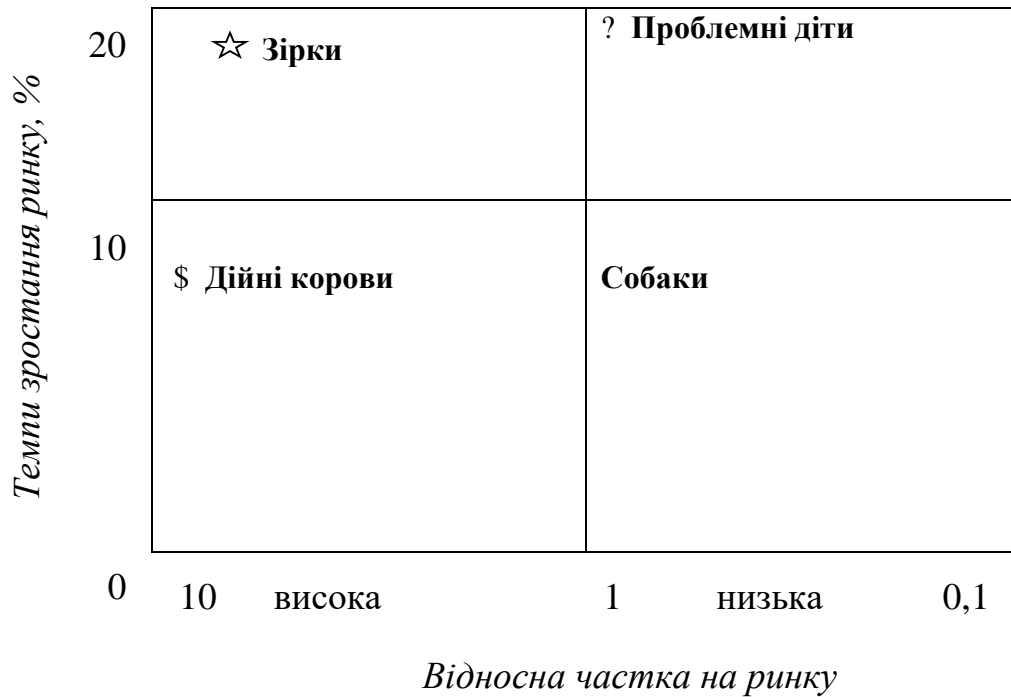 20
☆ Зірки
? Проблемні діти
Темпи зростання ринку, %
10
$ Дійні корови
Собаки
0
10 висока 1 низька 0,1
Відносна частка на ринку